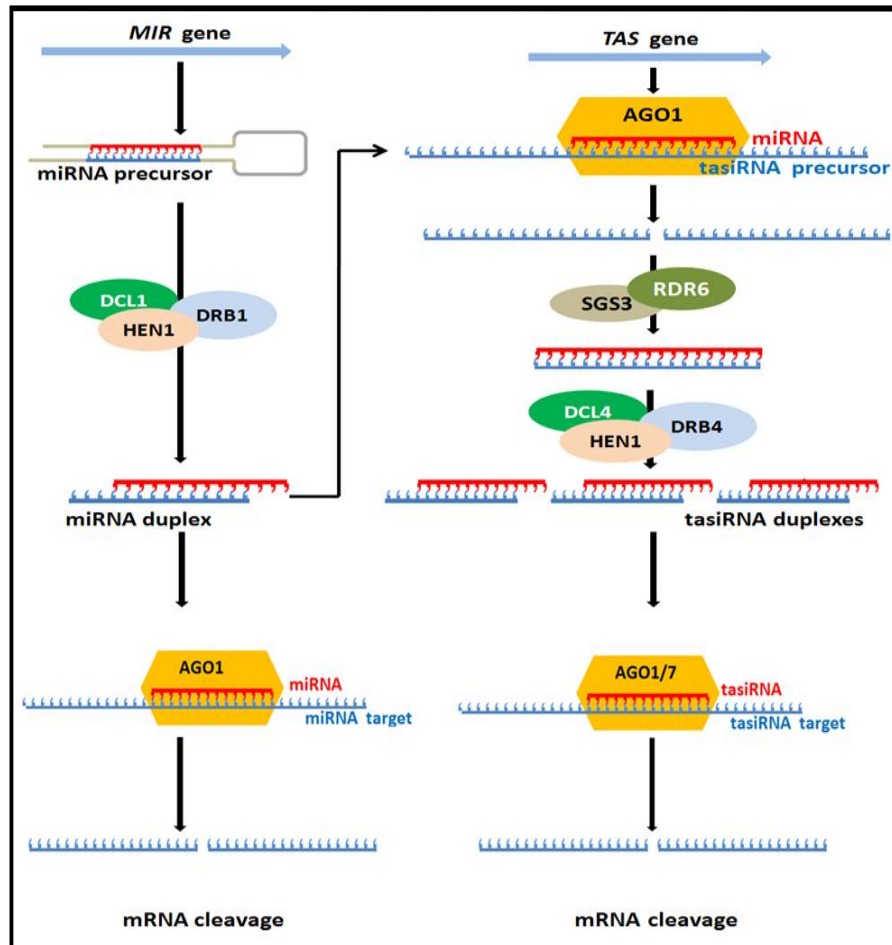 MIR gene
miRNA precursor
DCL1
DRB1
HEN1
miRNA duplex
AGO1
miRNA
miRNA target
mRNA cleavage
TAS gene
AGO1
miRNA
tasiRNA precursor
RDR6
SGS3
DCL4
DRB4
HEN1
tasiRNA duplexes
AGO1/7
tasiRNA
tasiRNA target
mRNA cleavage